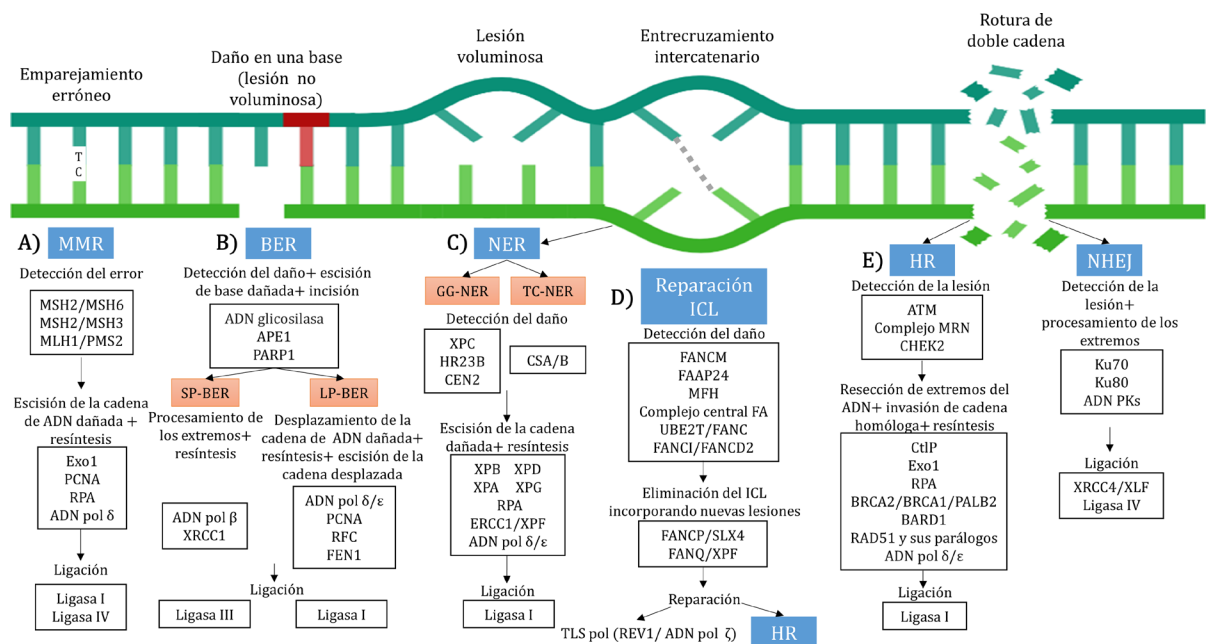 Emparejamiento
erróneo
Daño en una base
(lesión no
voluminosa)
Lesión
voluminosa
Entrecruzamiento
intercatenario
Rotura de
doble cadena
T
C
A)
MMR
Detección del error
MSH2/MSH6
MSH2/MSH3
MLH1/PMS2
Escisión de la cadena
de ADN dañada +
resíntesis
Exo1
PCNA
RPA
ADN pol δ
Ligación
Ligasa I
Ligasa IV
B)
BER
Detección del daño+ escisión
de base dañada+ incisión
ADN glicosilasa
APE1
PARP1
SP-BER
Procesamiento de
los extremos+
resíntesis
ADN pol β
XRCC1
LP-BER
Desplazamiento de la
cadena de ADN dañada+
resíntesis+ escisión de la
cadena desplazada
ADN pol δ/ε
PCNA
RFC
FEN1
Ligación
Ligasa III
Ligasa I
C)
NER
GG-NER
TC-NER
Detección del daño
XPC
HR23B
CEN2
CSA/B
Escisión de la cadena
dañada+ resíntesis
XPB XPD
XPA XPG
RPA
ERCC1/XPF
ADN pol δ/ε
Ligación
Ligasa I
D)
Reparación
ICL
Detección del daño
FANCM
FAAP24
MFH
Complejo central FA
UBE2T/FANC
FANCI/FANCD2
Eliminación del ICL
incorporando nuevas lesiones
FANCP/SLX4
FANQ/XPF
Reparación
TLS pol (REV1/ ADN pol ζ)
HR
E)
HR
Detección de la lesión
ATM
Complejo MRN
CHEK2
Resección de extremos del
ADN+ invasión de cadena
homóloga+ resíntesis
CtlP
Exo1
RPA
BRCA2/BRCA1/PALB2
BARD1
RAD51 y sus parálogos
ADN pol δ/ε
Ligación
Ligasa I
NHEJ
Detección de la
lesión+
procesamiento de los
extremos
Ku70
Ku80
ADN PKs
Ligación
XRCC4/XLF
Ligasa IV